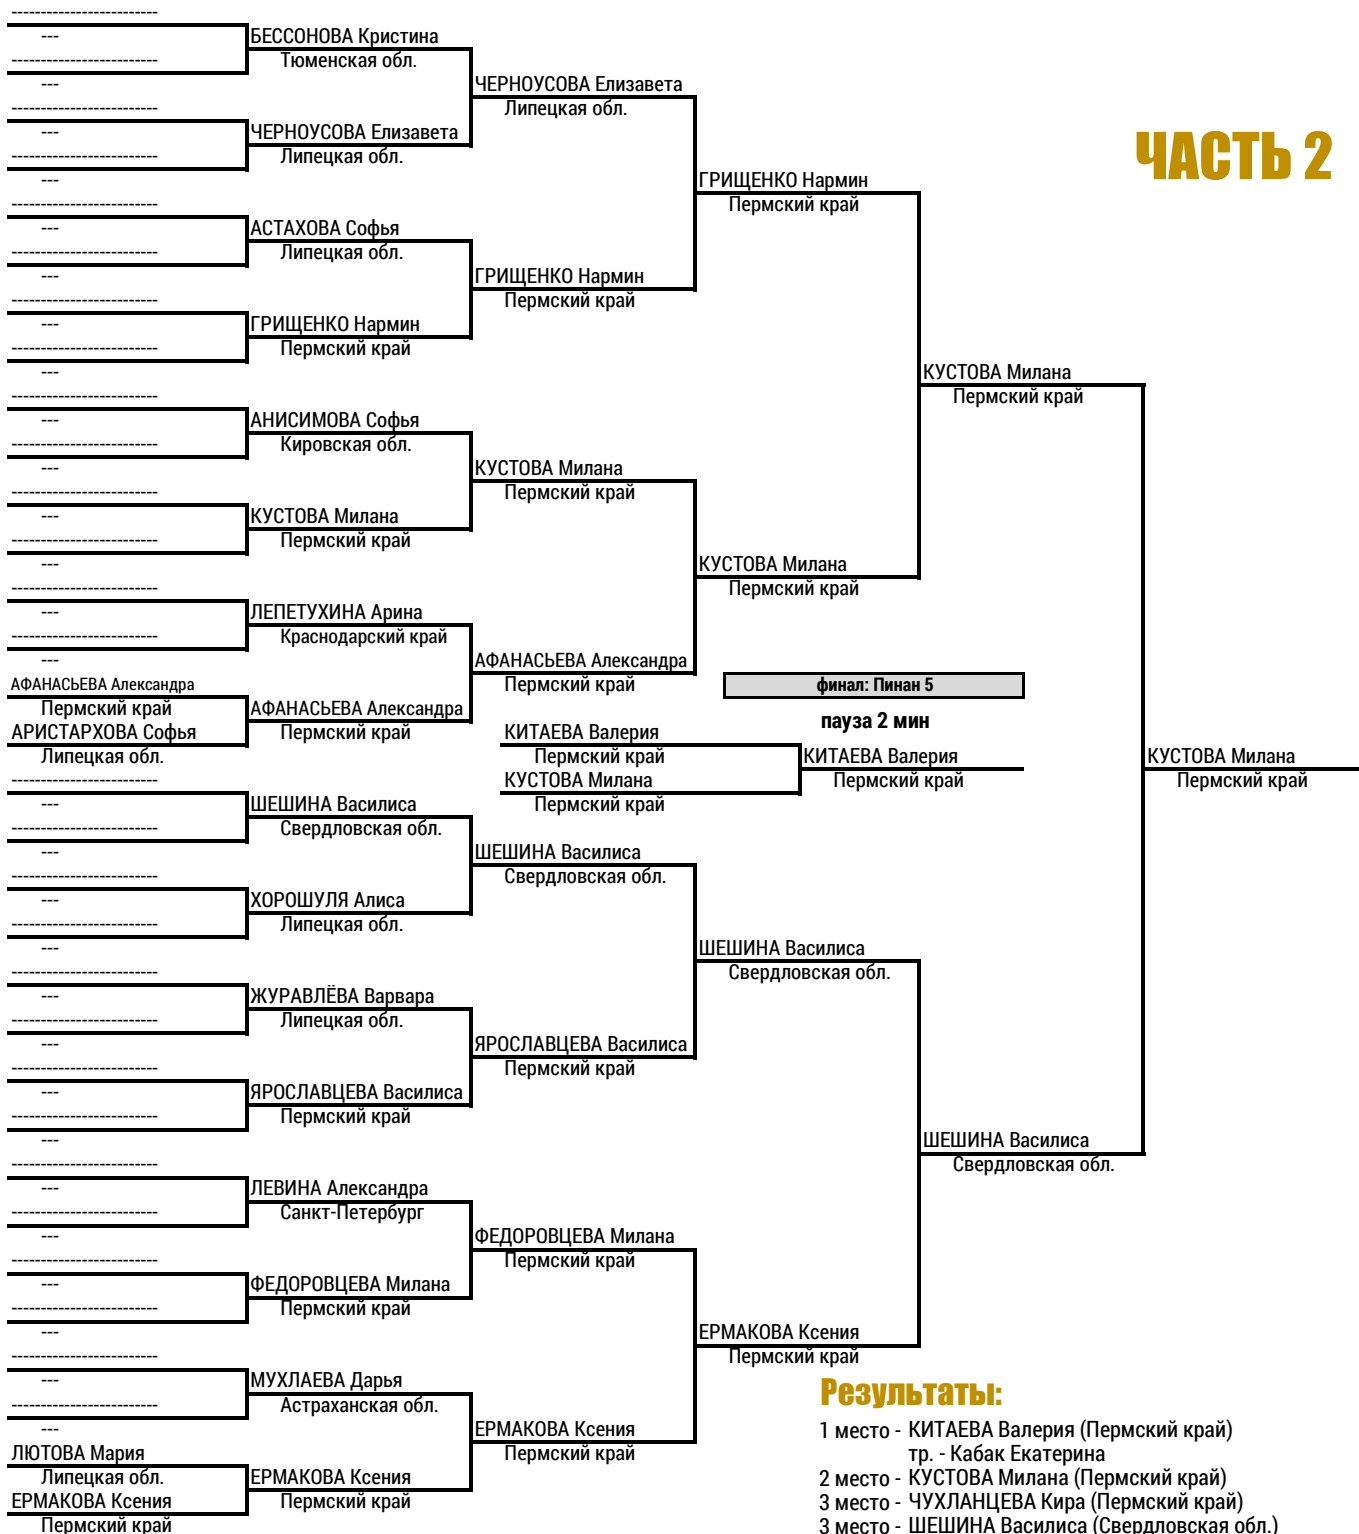 --------------------------
---
БЕССОНОВА Кристина
--------------------------
Тюменская обл.
---
ЧЕРНОУСОВА Елизавета
--------------------------
Липецкая обл.
---
ЧЕРНОУСОВА Елизавета
--------------------------
Липецкая обл.
ЧАСТЬ 2
---
ГРИЩЕНКО Нармин
--------------------------
Пермский край
---
АСТАХОВА Софья
--------------------------
Липецкая обл.
---
ГРИЩЕНКО Нармин
--------------------------
Пермский край
---
ГРИЩЕНКО Нармин
--------------------------
Пермский край
---
КУСТОВА Милана
--------------------------
Пермский край
---
АНИСИМОВА Софья
--------------------------
Кировская обл.
---
КУСТОВА Милана
--------------------------
Пермский край
---
КУСТОВА Милана
--------------------------
Пермский край
---
КУСТОВА Милана
--------------------------
Пермский край
---
ЛЕПЕТУХИНА Арина
--------------------------
Краснодарский край
---
АФАНАСЬЕВА Александра
АФАНАСЬЕВА Александра
Пермский край
финал: Пинан 5
Пермский край
АФАНАСЬЕВА Александра
пауза 2 мин
АРИСТАРХОВА Софья
Пермский край
КИТАЕВА Валерия
Липецкая обл.
Пермский край
КИТАЕВА Валерия
КУСТОВА Милана
--------------------------
КУСТОВА Милана
Пермский край
Пермский край
---
ШЕШИНА Василиса
Пермский край
--------------------------
Свердловская обл.
---
ШЕШИНА Василиса
--------------------------
Свердловская обл.
---
ХОРОШУЛЯ Алиса
--------------------------
Липецкая обл.
---
ШЕШИНА Василиса
--------------------------
Свердловская обл.
---
ЖУРАВЛЁВА Варвара
--------------------------
Липецкая обл.
---
ЯРОСЛАВЦЕВА Василиса
--------------------------
Пермский край
---
ЯРОСЛАВЦЕВА Василиса
--------------------------
Пермский край
---
ШЕШИНА Василиса
--------------------------
Свердловская обл.
---
ЛЕВИНА Александра
--------------------------
Санкт-Петербург
---
ФЕДОРОВЦЕВА Милана
--------------------------
Пермский край
---
ФЕДОРОВЦЕВА Милана
--------------------------
Пермский край
---
ЕРМАКОВА Ксения
--------------------------
Пермский край
---
МУХЛАЕВА Дарья
--------------------------
Астраханская обл.
---
ЕРМАКОВА Ксения
ЛЮТОВА Мария
Пермский край
Липецкая обл.
ЕРМАКОВА Ксения
ЕРМАКОВА Ксения
Пермский край
Пермский край
Результаты:
1 место - КИТАЕВА Валерия (Пермский край)
тр. - Кабак Екатерина
2 место - КУСТОВА Милана (Пермский край)
3 место - ЧУХЛАНЦЕВА Кира (Пермский край)
3 место - ШЕШИНА Василиса (Свердловская обл.)